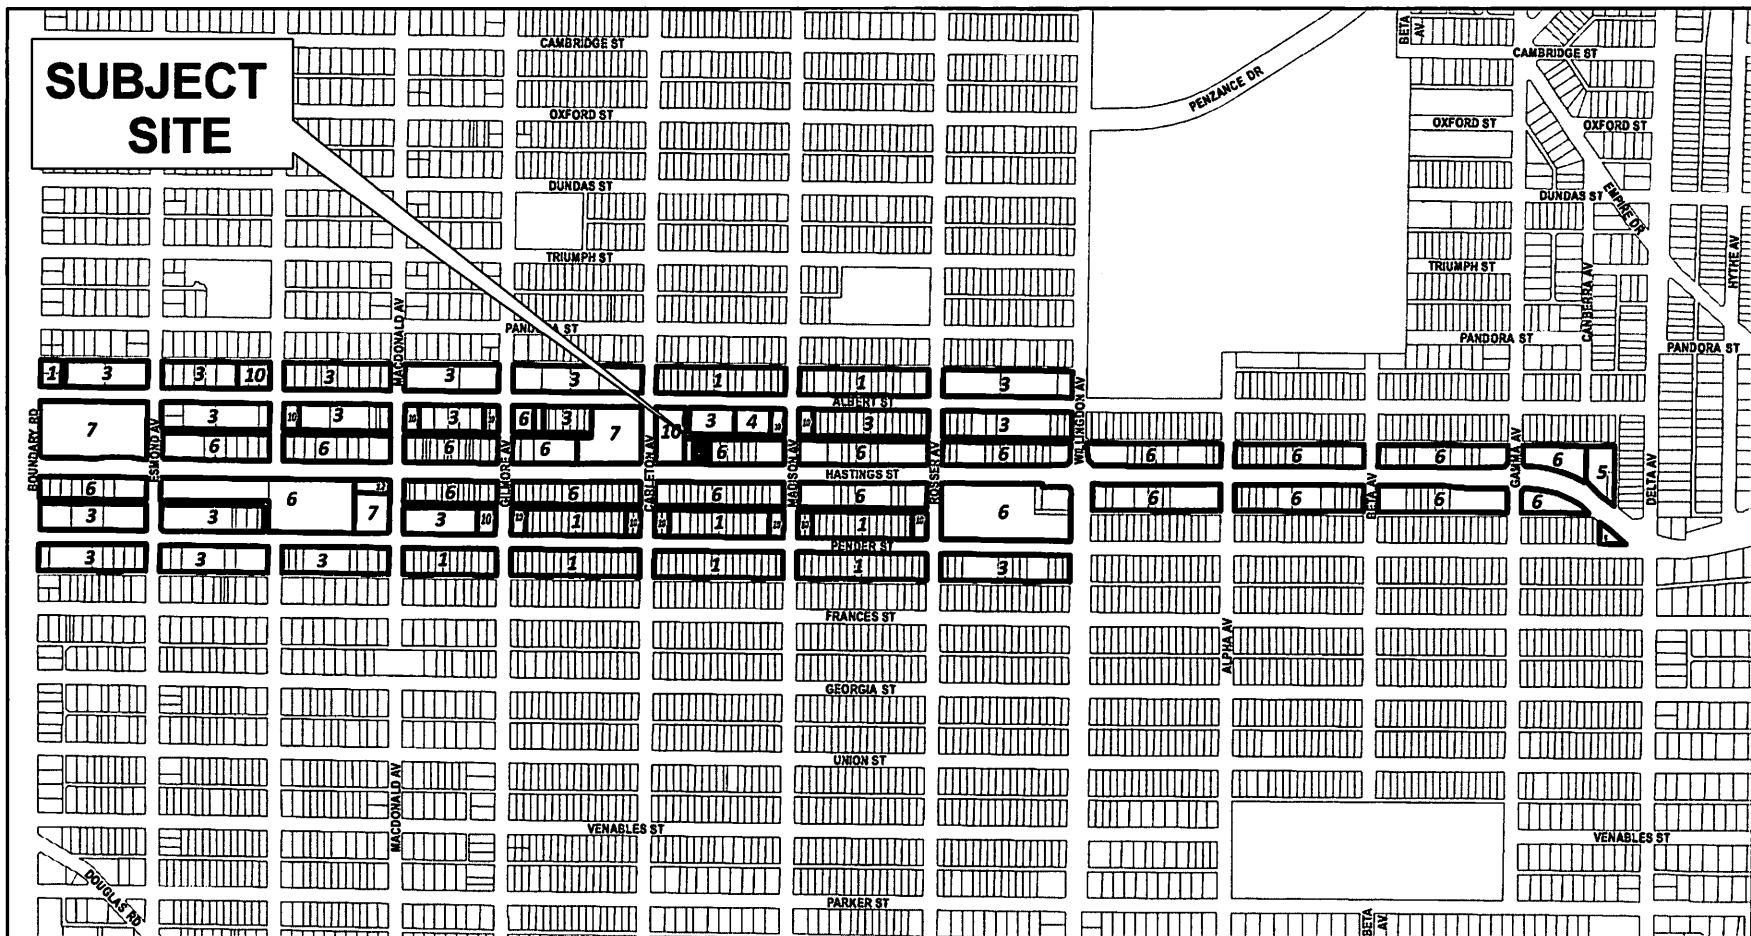 CAMBRIDGE ST
BETA
AV
CAMBRIDGE ST
SUBJECT
SITE
PENZANCE DR
OXFORD ST
OXFORD ST
OXFORD ST
DUNDAS ST
DUNDAS ST
EMPIRE DR
TRIUMPH ST
TRIUMPH ST
CANBERRA AV
HYTHE AV
MACDONALD AV
PANDORA ST
PANDORA ST
PANDORA ST
1 3 3 10 3 3 3 1 1 3
ALBERT ST
WILLINGDON AV
BOUNDARY RD
7
ESMOND AV
3 10 3 10 3 10 6 3 7 10 3 4 10 10 3 3
6 6 6 GILMORE AV 6 CARLETON AV 6 MADISON AV 6 ROSSER AV 6 6 6 6 GAMMA AV 6 5 DELTA AV
HASTINGS ST
6 6 7 6 6 6 6 6 6 6 BETA AV 6 6
3 3 3 10 1 1 1
PENDER ST
3 3 3 1 1 1 1 3
FRANCES ST
ALPHA AV
GEORGIA ST
UNION ST
MACDONALD AV
VENABLES ST
VENABLES ST
DOUGLAS RD
PARKER ST
BETA
AV